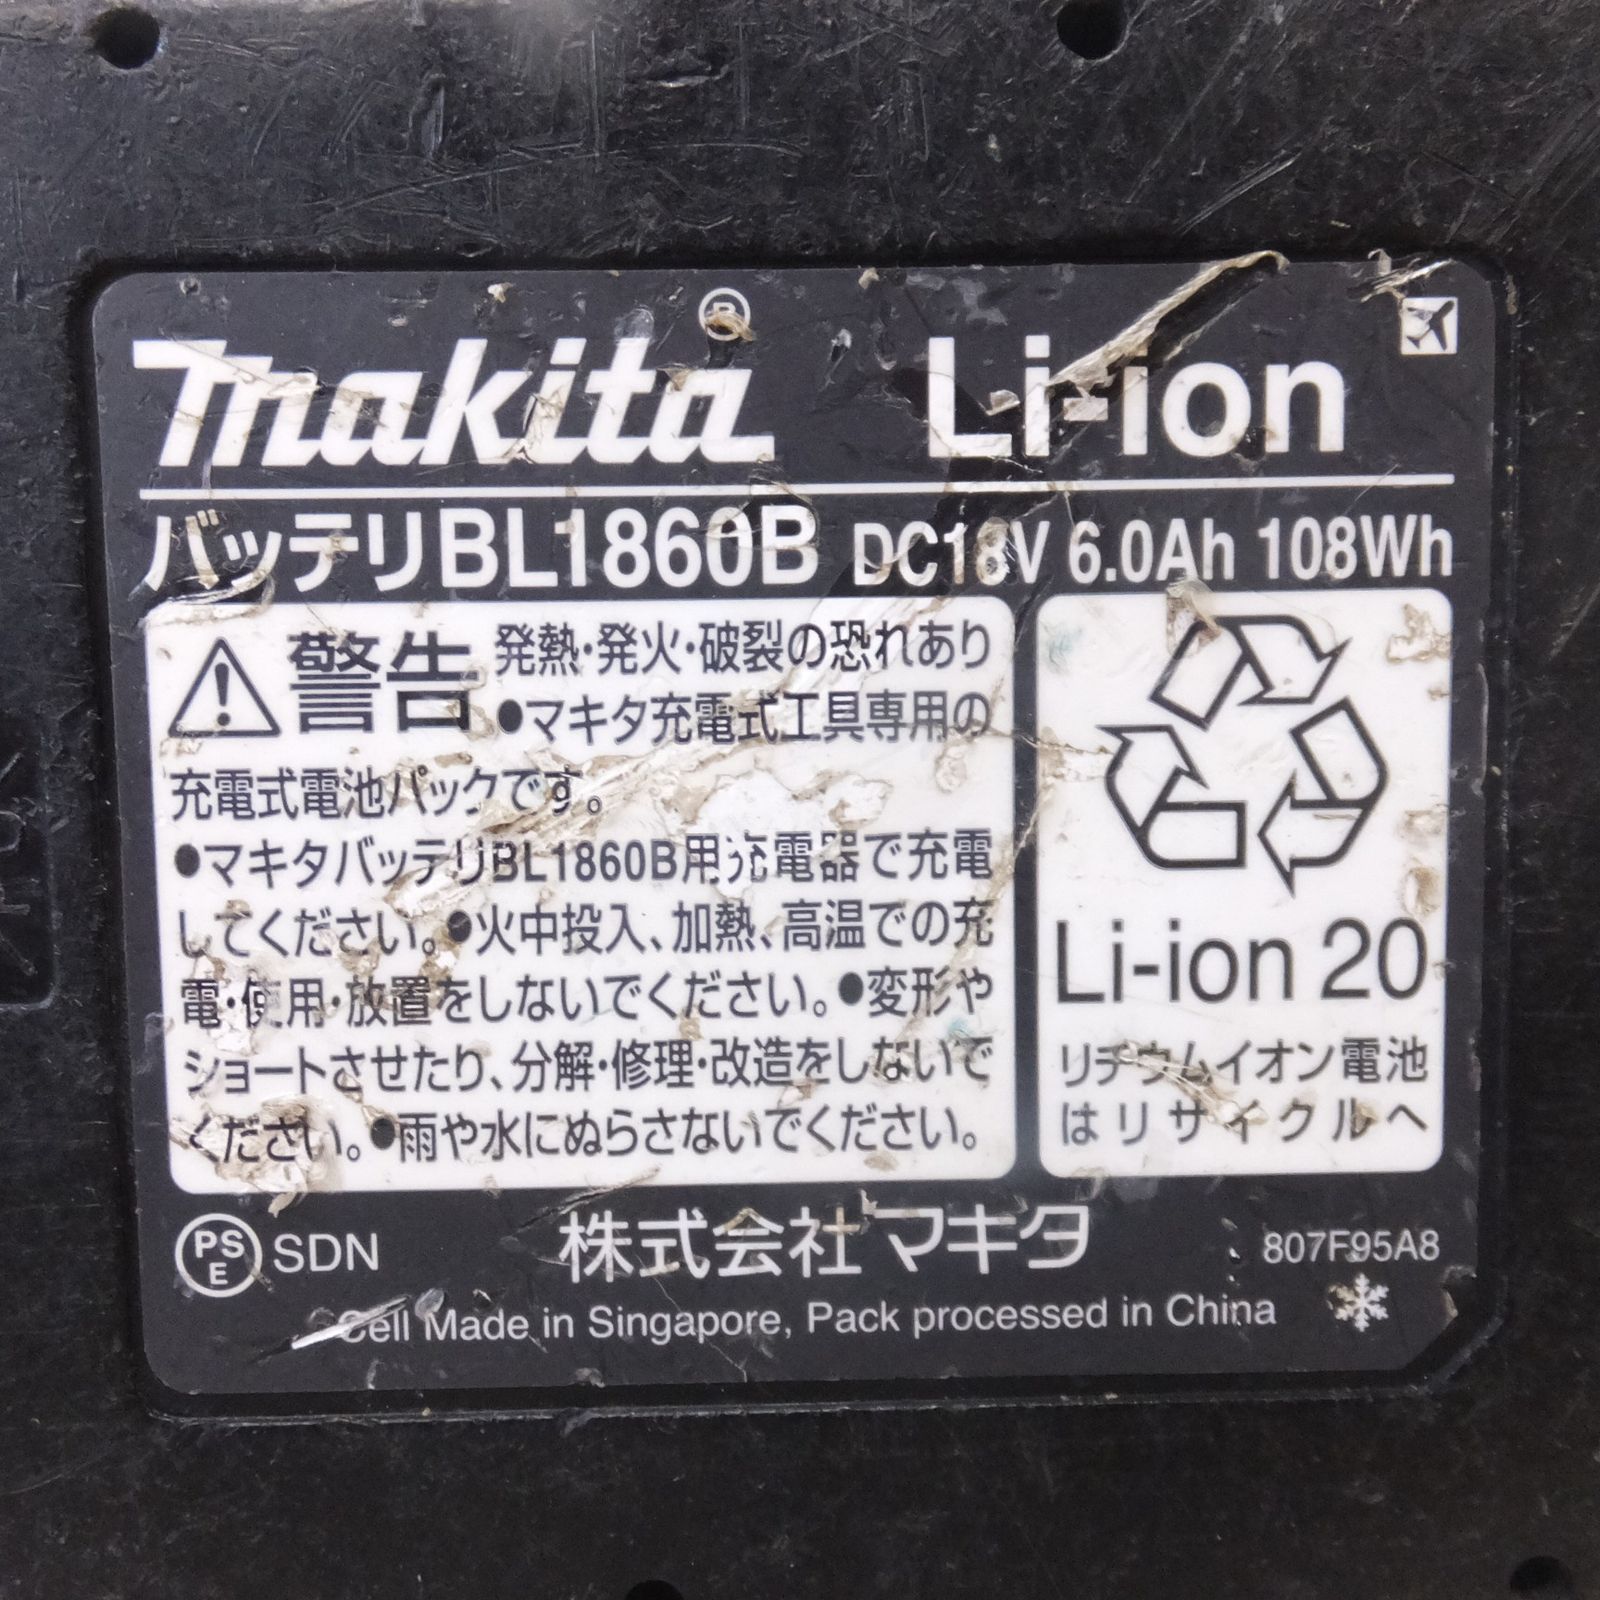 makita® Li-ion
バッテリBL1860B DC18V 6.0Ah 108Wh
警告 発熱・発火・破裂の恐れあり
●マキタ充電式工具専用の
充電式電池パックです。
●マキタバッテリBL1860B用充電器で充電
してください。●火中投入、加熱、高温での充
電・使用・放置をしないでください。●変形や
ショートさせたり、分解・修理・改造をしないで
ください。●雨や水にぬらさないでください。
Li-ion 20
リチウムイオン電池
はリサイクルへ
PSE SDN 株式会社マキタ 807F95A8
Cell Made in Singapore, Pack processed in China